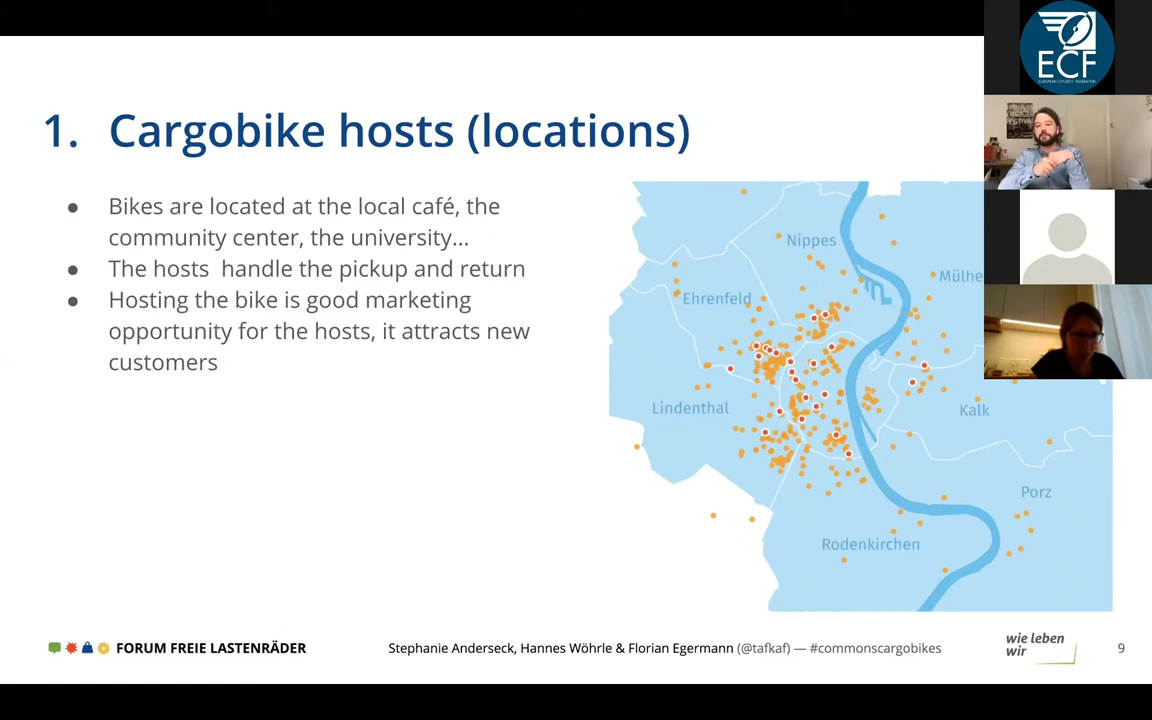 ECF
EUROPEAN CYCLISTS' FEDERATION
1. Cargobike hosts (locations)
● Bikes are located at the local café, the
community center, the university...
● The hosts  handle the pickup and return
● Hosting the bike is good marketing
opportunity for the hosts, it attracts new
customers
Nippes
Mülhe
Ehrenfeld
Lindenthal
Kalk
Porz
Rodenkirchen
FORUM FREIE LASTENRÄDER
Stephanie Anderseck, Hannes Wöhrle & Florian Egermann (@tafkaf) — #commonscargobikes
wie leben
wir
9